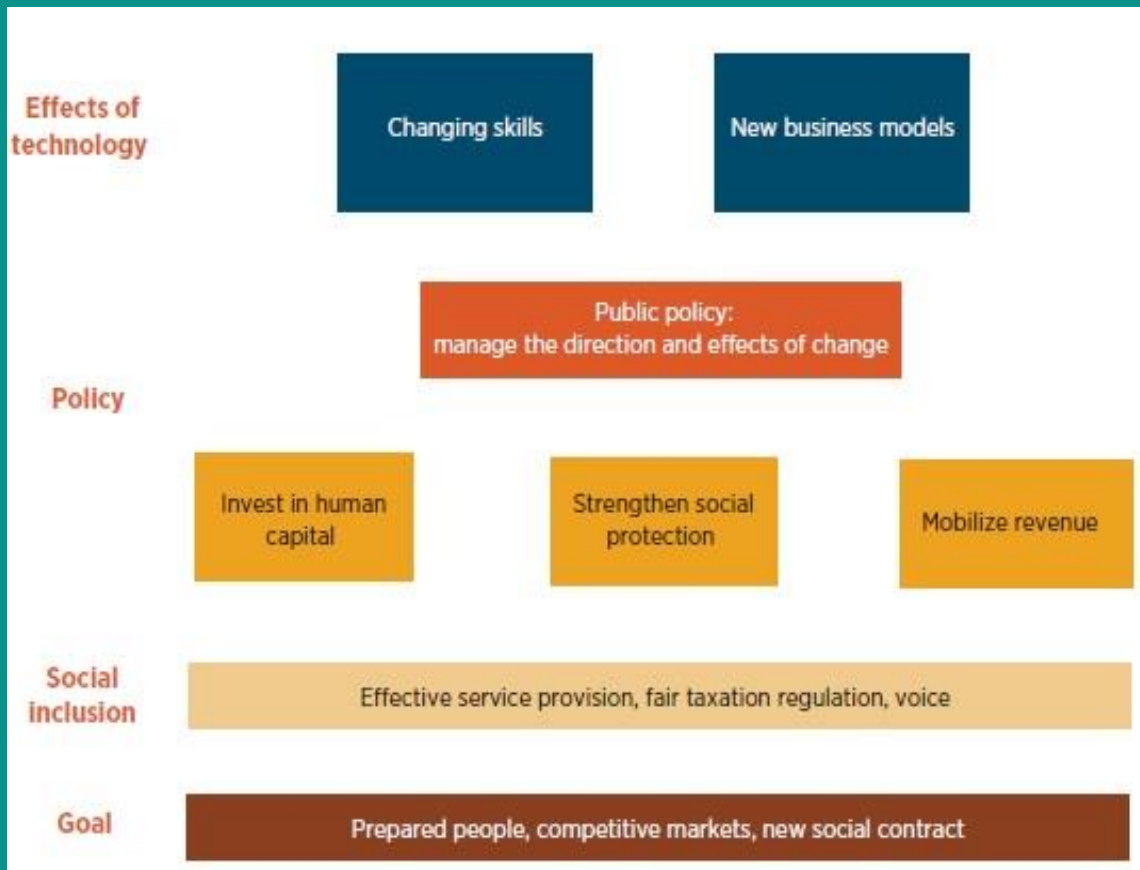 Effects of
technology
Changing skills
New business models
Public policy:
manage the direction and effects of change
Policy
Invest in human
capital
Strengthen social
protection
Mobilize revenue
Social
inclusion
Effective service provision, fair taxation regulation, voice
Goal
Prepared people, competitive markets, new social contract